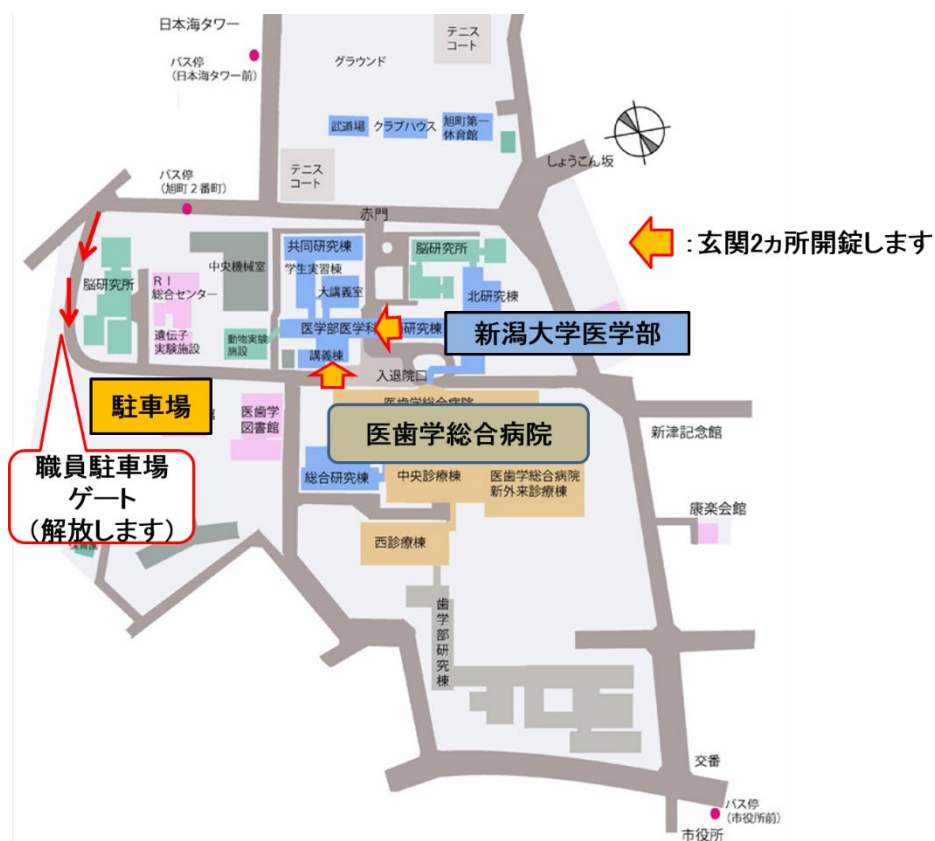 日本海タワー
バス停
(日本海タワー前)
グラウンド
テニス
コート
武道場
クラブハウス
旭町第一
体育館
しょうこん坂
テニス
コート
バス停
(旭町2番町)
赤門
:玄関2ヵ所開錠します
脳研究所
RI
総合センター
遺伝子
実験施設
中央機械室
動物実験
施設
共同研究棟
学生実習棟
大講義室
医学部医学科
研究棟
講義棟
脳研究所
北研究棟
新潟大学医学部
入退院口
医歯学総合病院
医歯学総合病院
駐車場
医歯学
図書館
職員駐車場
ゲート
(解放します)
総合研究棟
中央診療棟
医歯学総合病院
新外来診療棟
西診療棟
新津記念館
康楽会館
歯学部研究棟
交番
バス停
(市役所前)
市役所